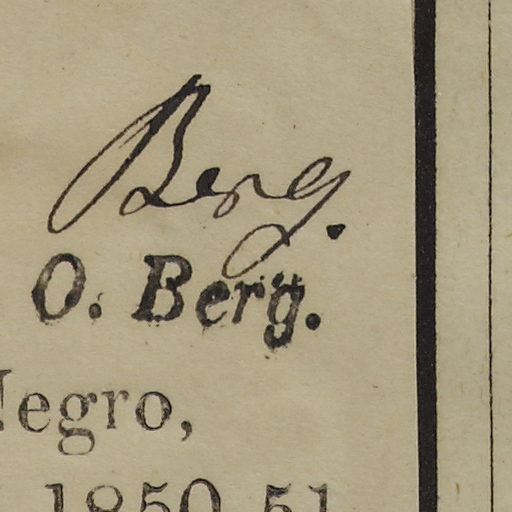 Berg.
O. Berg.
Negro,
1850-51